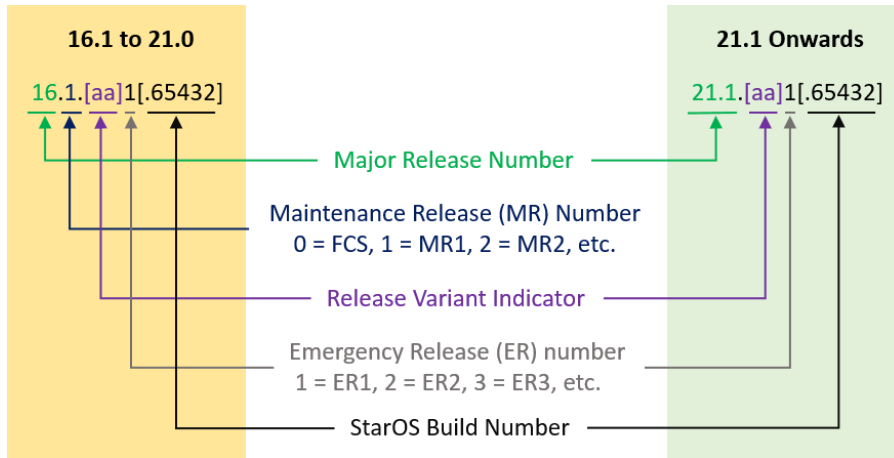 16.1 to 21.0
21.1 Onwards
16.1.[aa]1[.65432]
21.1.[aa]1[.65432]
Major Release Number
Maintenance Release (MR) Number
0 = FCS, 1 = MR1, 2 = MR2, etc.
Release Variant Indicator
Emergency Release (ER) number
1 = ER1, 2 = ER2, 3 = ER3, etc.
StarOS Build Number